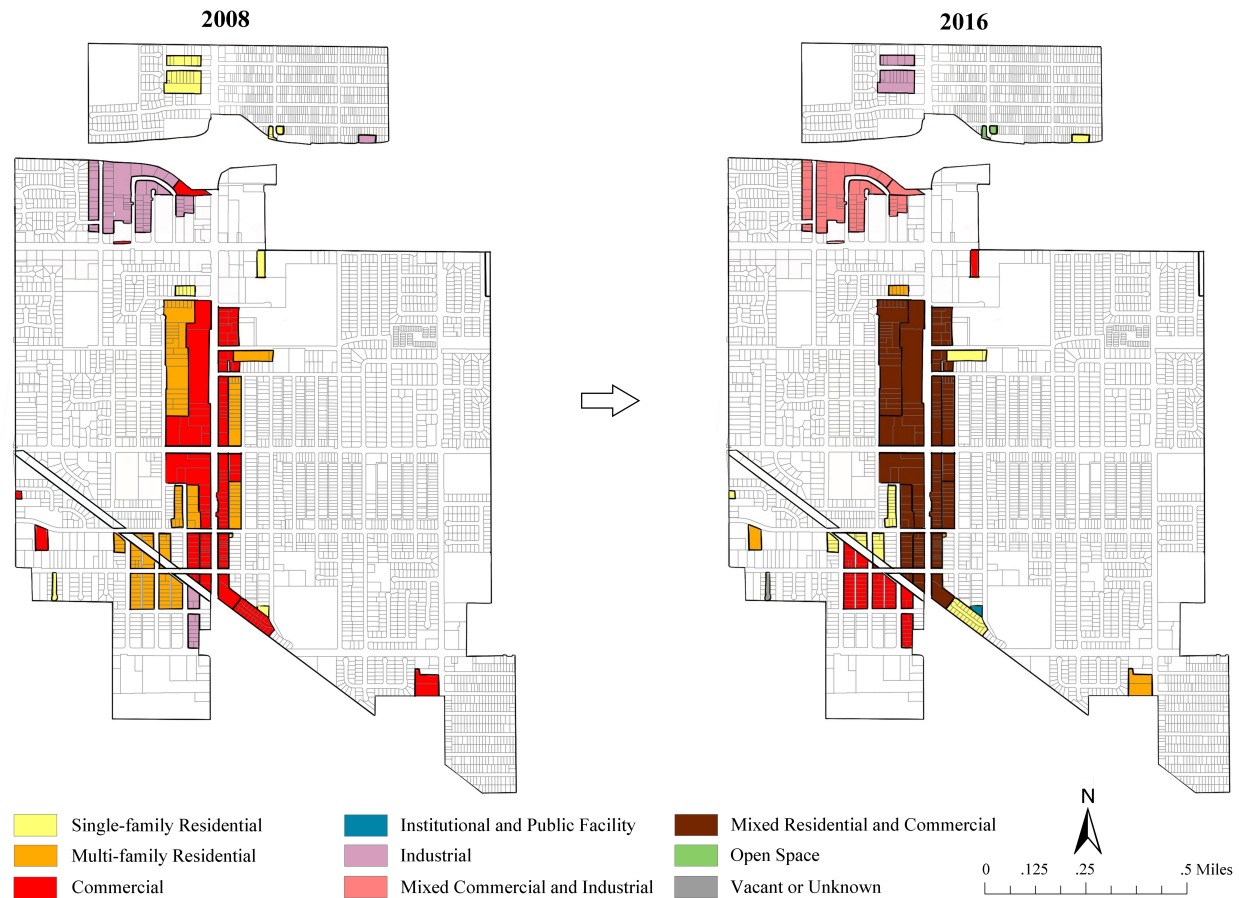 2008
2016
Single-family Residential
Multi-family Residential
Commercial
Institutional and Public Facility
Industrial
Mixed Commercial and Industrial
Mixed Residential and Commercial
Open Space
Vacant or Unknown
N
0 .125 .25 .5 Miles